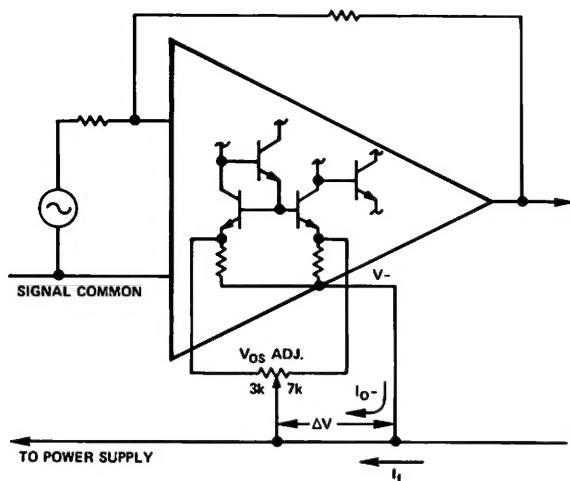 SIGNAL COMMON
V-
VOS ADJ.
3k 7k
IO-
ΔV
TO POWER SUPPLY
I1